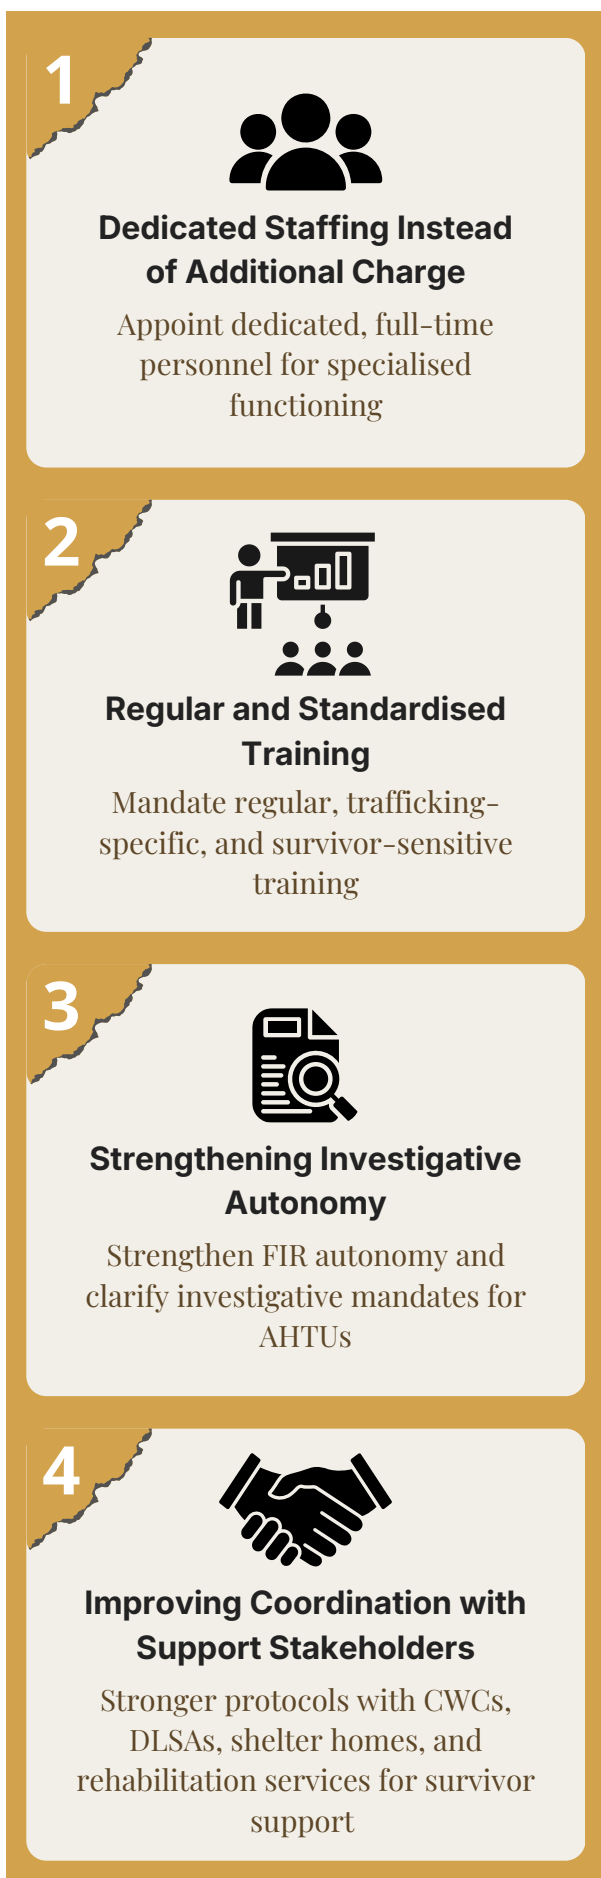 1
Dedicated Staffing Instead
of Additional Charge
Appoint dedicated, full-time
personnel for specialised
functioning
2
Regular and Standardised
Training
Mandate regular, trafficking-
specific, and survivor-sensitive
training
3
Strengthening Investigative
Autonomy
Strengthen FIR autonomy and
clarify investigative mandates for
AHTUs
4
Improving Coordination with
Support Stakeholders
Stronger protocols with CWCs,
DLSAs, shelter homes, and
rehabilitation services for survivor
support